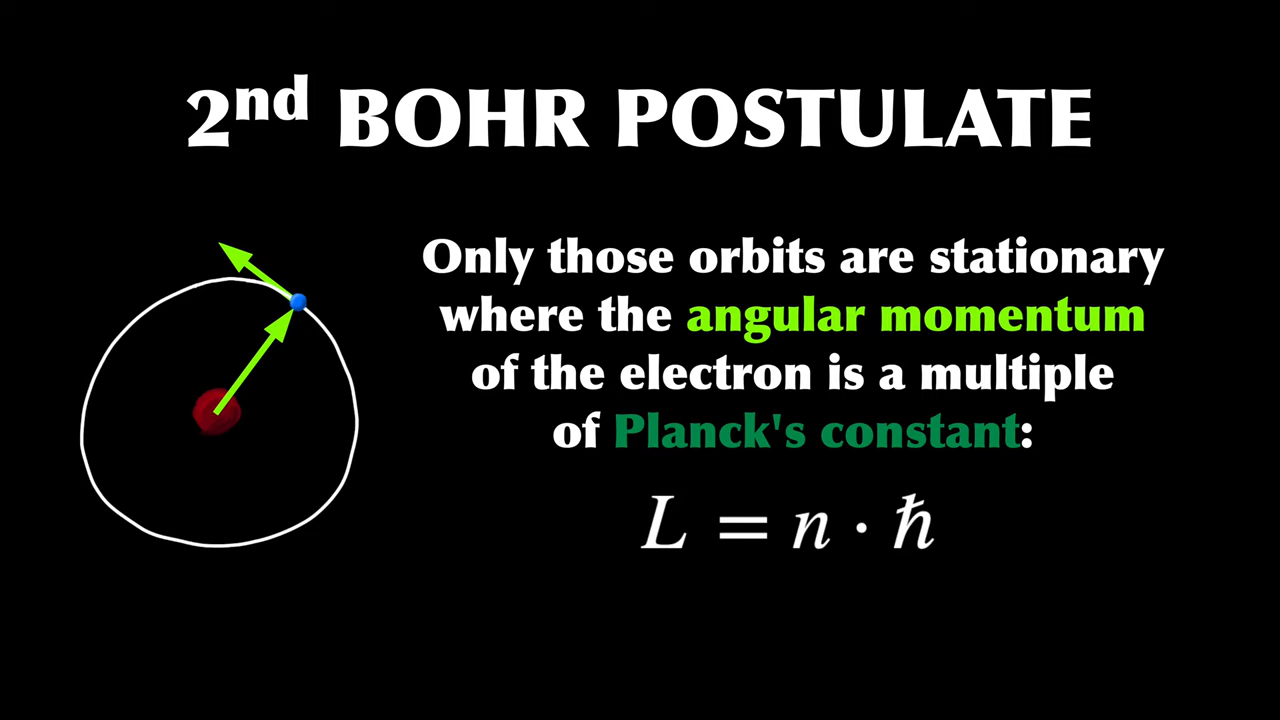 2nd BOHR POSTULATE
Only those orbits are stationary
where the angular momentum
of the electron is a multiple
of Planck's constant:
L = n · ℏ